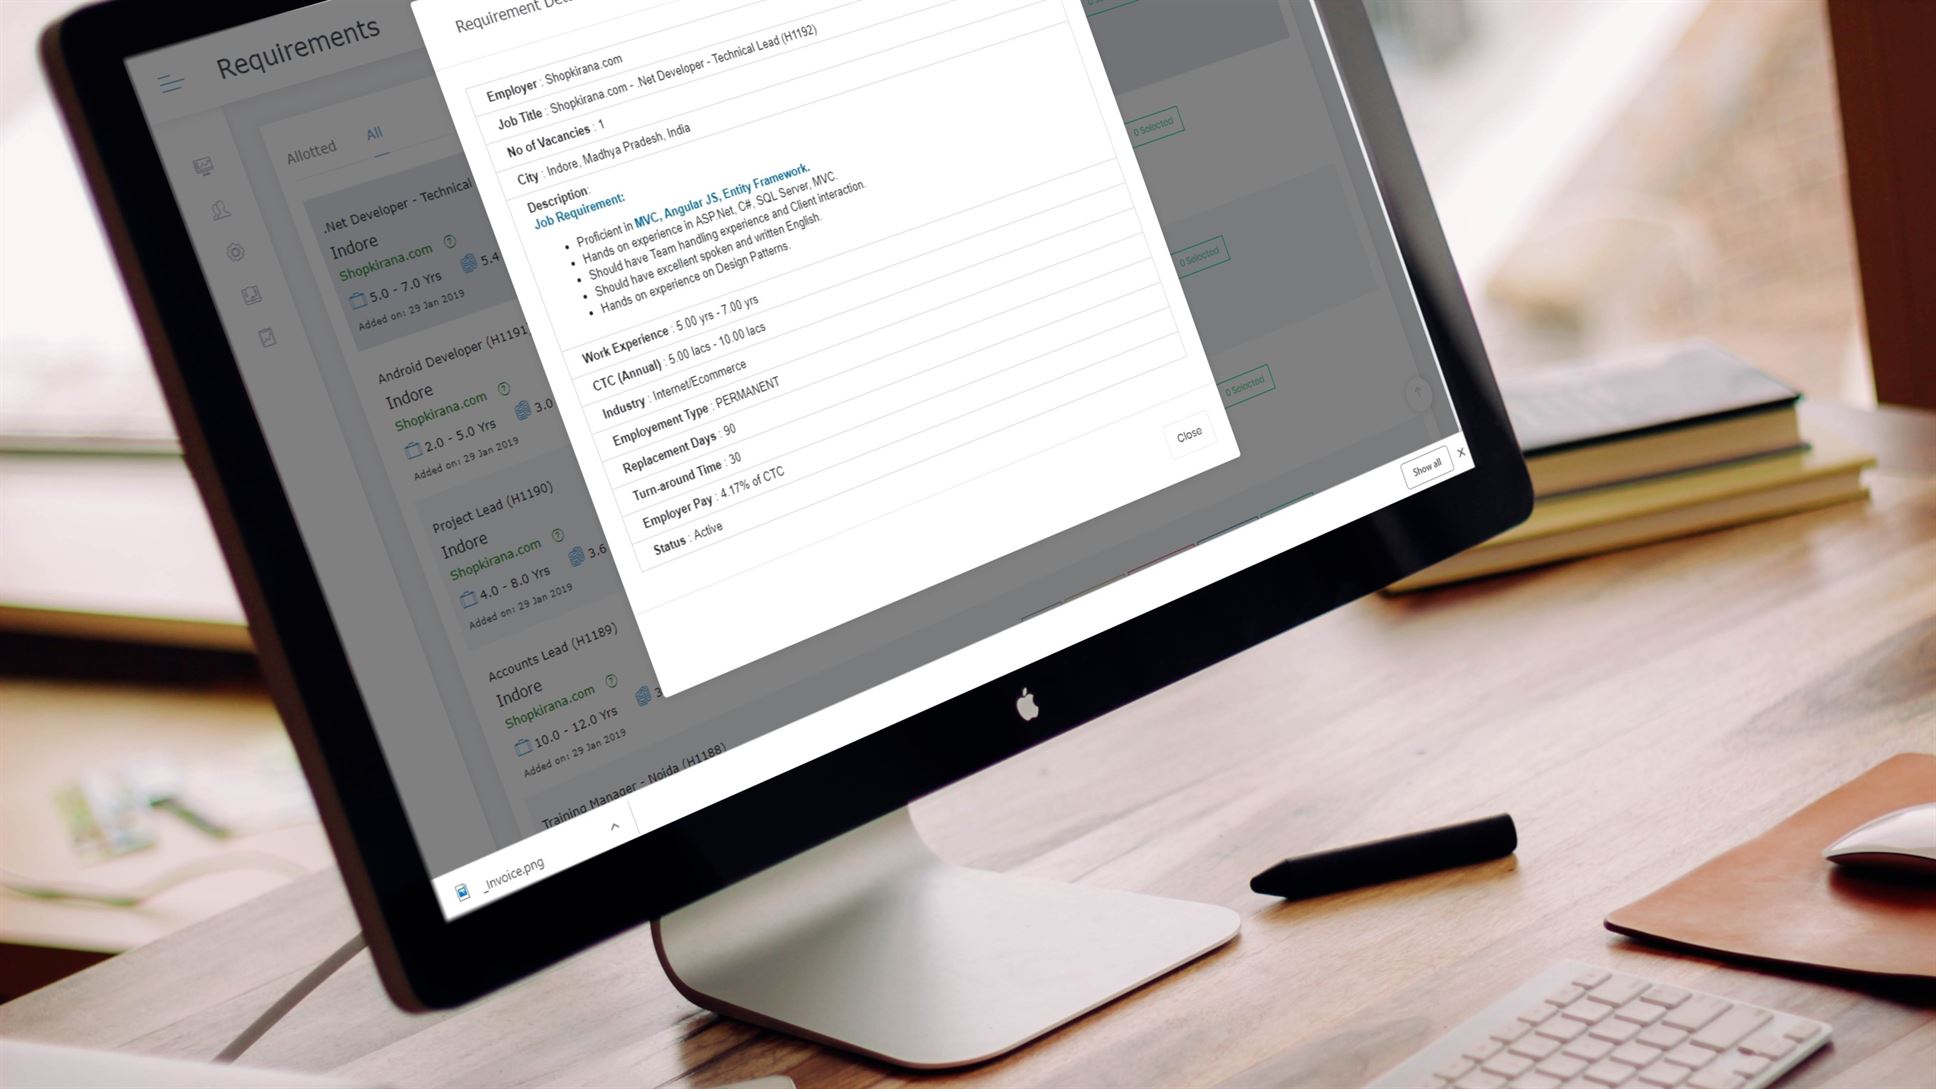 Requirements
Allotted
All
.Net Developer - Technical
Indore
Shopkirana.com
5.0 - 7.0 Yrs
5.4
Added on: 29 Jan 2019
Android Developer (H1191
Indore
Shopkirana.com
2.0 - 5.0 Yrs
3.0
Added on: 29 Jan 2019
Project Lead (H1190)
Indore
Shopkirana.com
4.0 - 8.0 Yrs
3.6
Added on: 29 Jan 2019
Accounts Lead (H1189)
Indore
Shopkirana.com
10.0 - 12.0 Yrs
3
Added on: 29 Jan 2019
Training Manager - Noida (H1188)
Requirement
Employer : Shopkirana.com
Job Title : Shopkirana.com - .Net Developer - Technical Lead (H1192)
No of Vacancies : 1
City : Indore, Madhya Pradesh, India
Description:
Job Requirement:
• Proficient in MVC, Angular JS, Entity Framework.
• Hands on experience in ASP.Net, C#, SQL Server, MVC.
• Should have Team handling experience and Client interaction.
• Should have excellent spoken and written English.
• Hands on experience on Design Patterns.
Work Experience : 5.00 yrs - 7.00 yrs
CTC (Annual) : 5.00 lacs - 10.00 lacs
Industry : Internet/Ecommerce
Employement Type : PERMANENT
Replacement Days : 90
Turn-around Time : 30
Employer Pay : 4.17% of CTC
Status : Active
Close
0 Selected
0 Selected
0 Selected
_Invoice.png
Show all